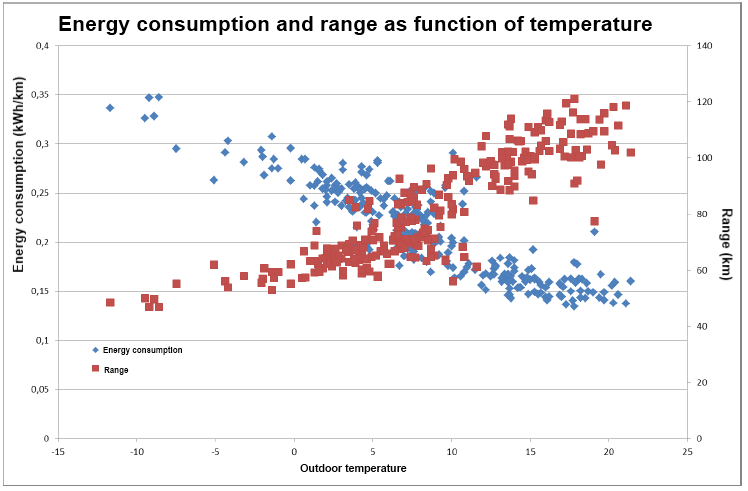 Energy consumption and range as function of temperature
Energy consumption (kWh/km)
0,4
0,35
0,3
0,25
0,2
0,15
0,1
0,05
0
140
120
100
80
60
40
20
0
Range (km)
Energy consumption
Range
-15 -10 -5 0 5 10 15 20 25
Outdoor temperature